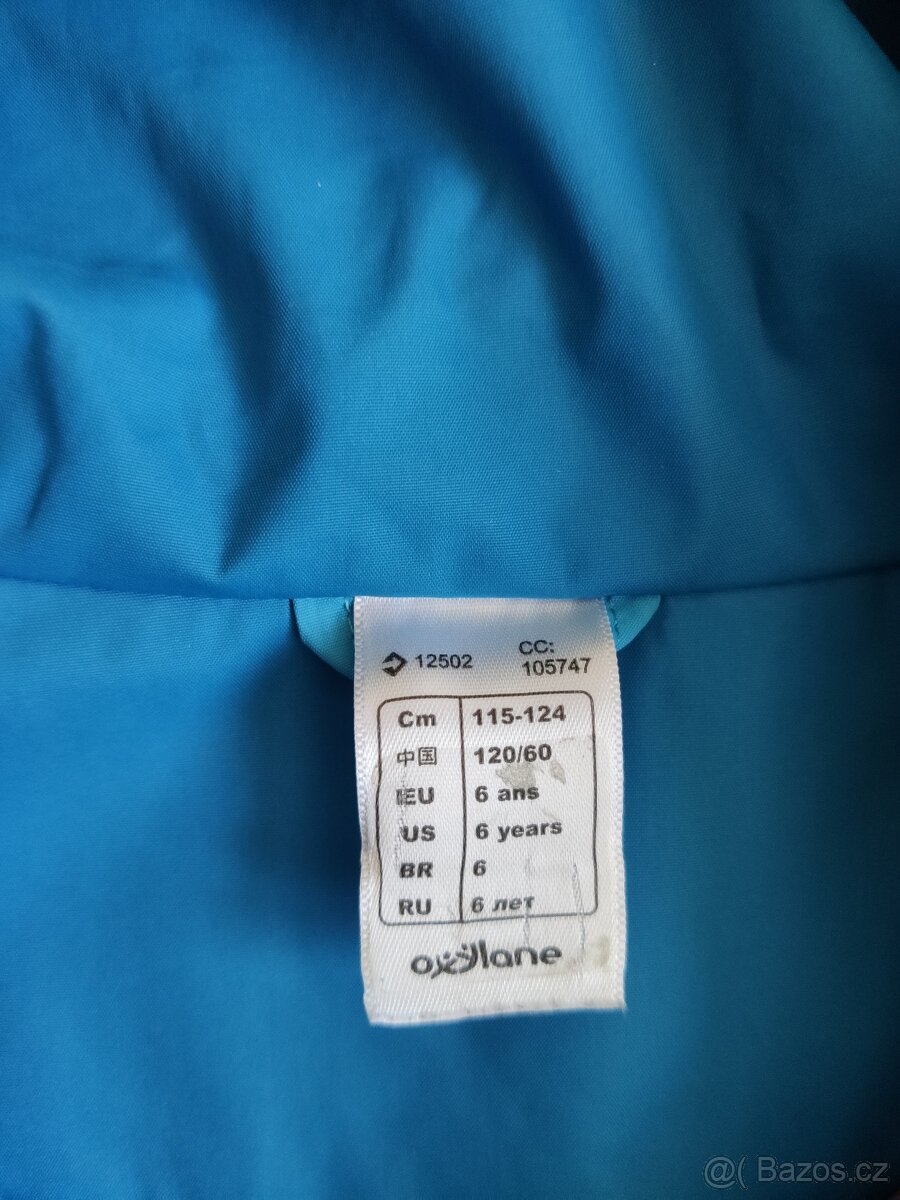 12502 CC: 105747
Cm 115-124
中国 120/60
EU 6 ans
US 6 years
BR 6
RU 6 лет
oxylane
@( Bazos.cz